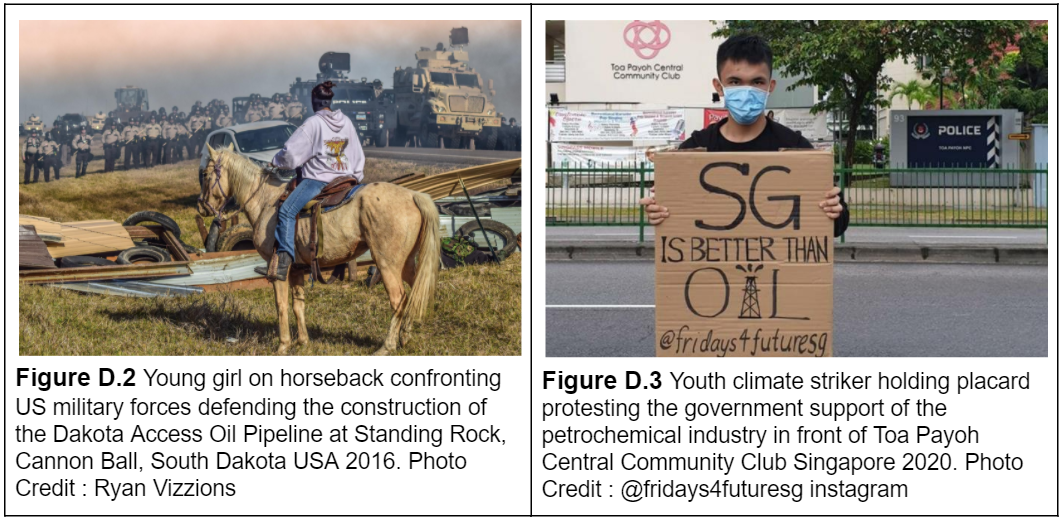 Toa Payoh Central
Community Club
93
POLICE
TOA PAYOH NPC
SG
IS BETTER THAN
OIL
@fridays4futuresg
Figure D.2 Young girl on horseback confronting
US military forces defending the construction of
the Dakota Access Oil Pipeline at Standing Rock,
Cannon Ball, South Dakota USA 2016. Photo
Credit : Ryan Vizzions
Figure D.3 Youth climate striker holding placard
protesting the government support of the
petrochemical industry in front of Toa Payoh
Central Community Club Singapore 2020. Photo
Credit : @fridays4futuresg instagram